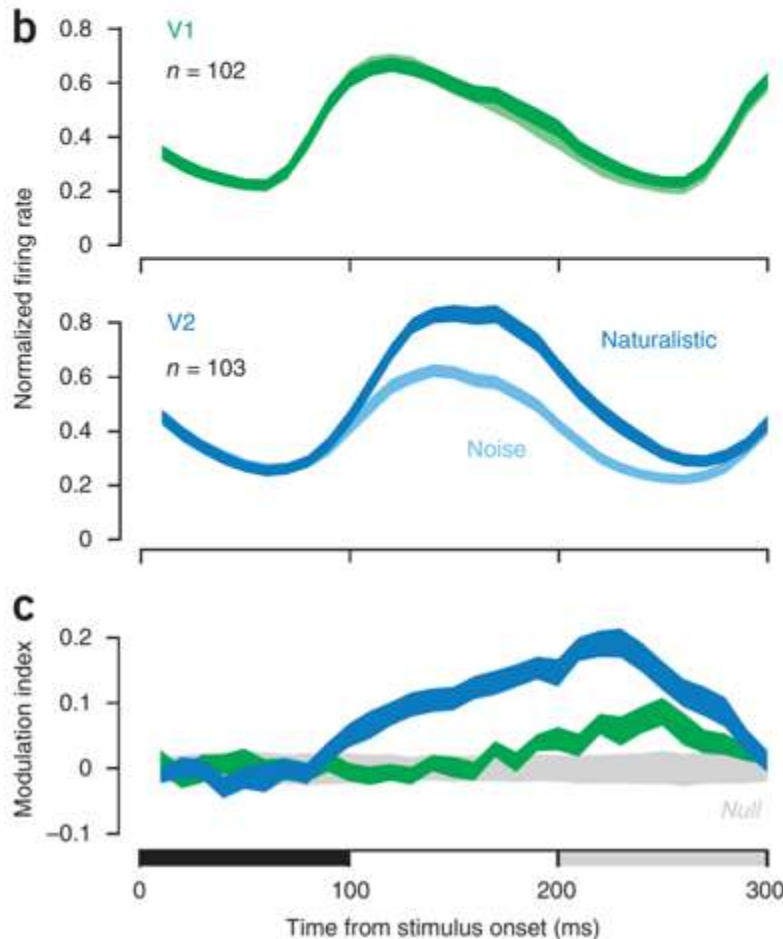 b
0.8
V1
n = 102
0.6
0.4
0.2
0
Normalized firing rate
0.8
V2
n = 103
Naturalistic
0.6
0.4
Noise
0.2
0
c
0.2
Modulation index
0.1
0
Null
–0.1
0
100
200
300
Time from stimulus onset (ms)